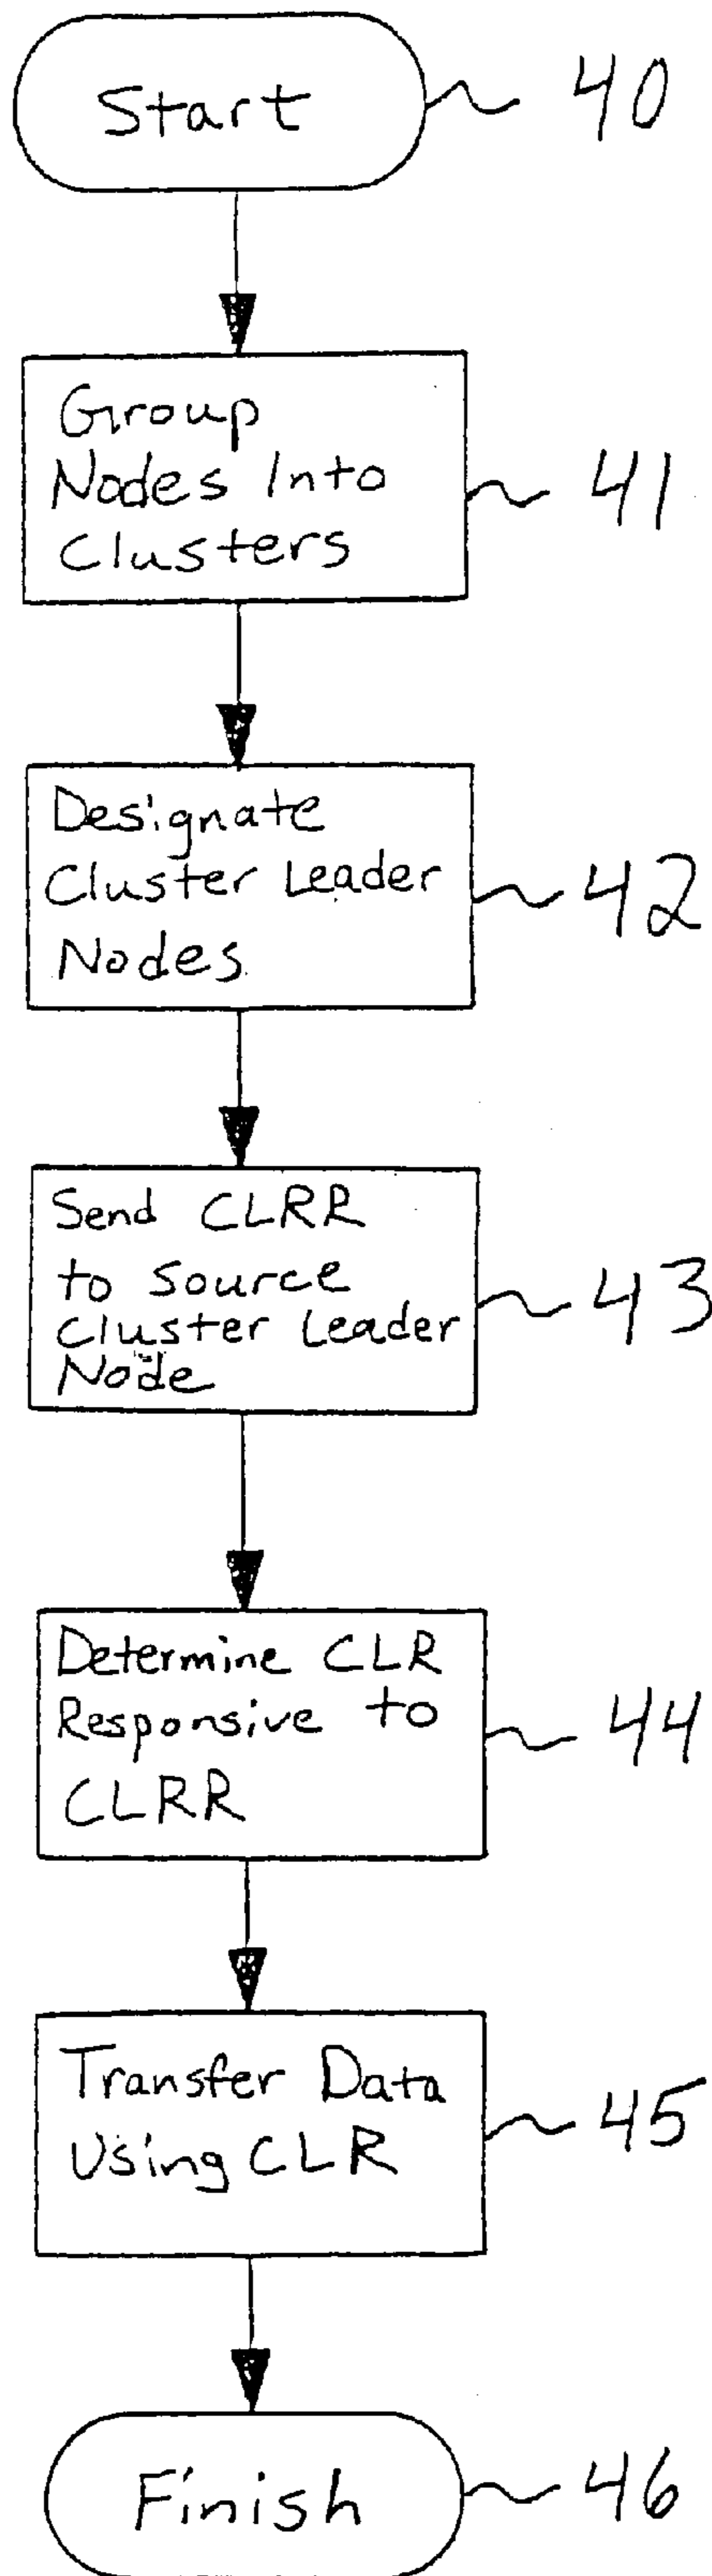 Start 40
Group
Nodes Into 41
Clusters
Designate
Cluster Leader 42
Nodes
Send CLRR
to Source 43
Cluster Leader
Node
Determine CLR
Responsive to 44
CLRR
Transfer Data 45
Using CLR
Finish 46